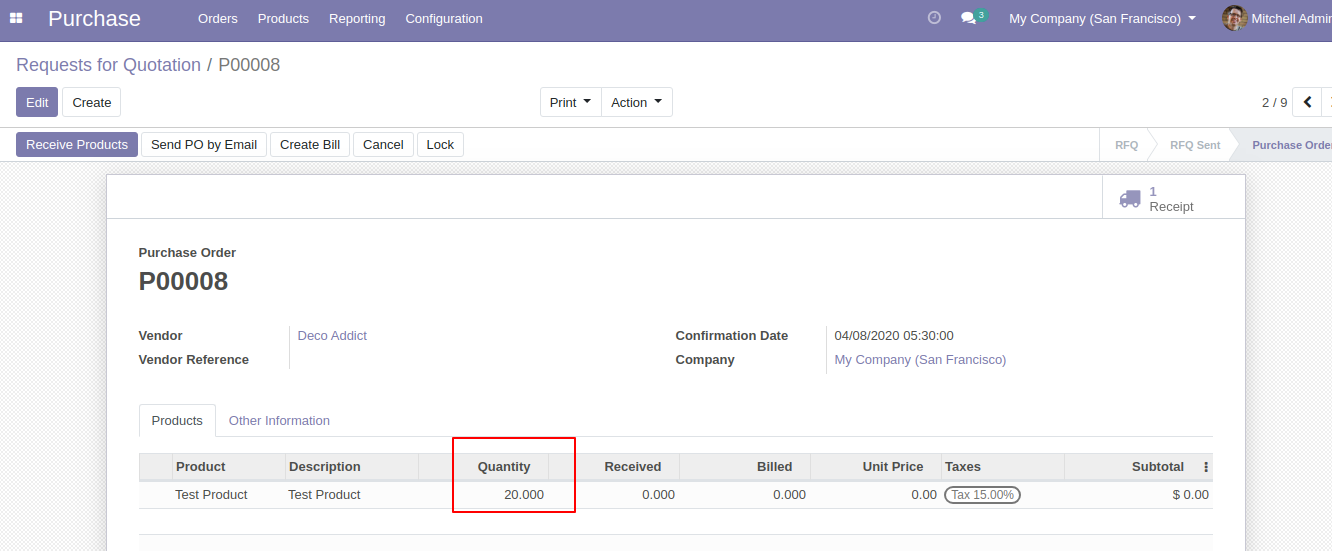 Purchase Orders Products Reporting Configuration 3 My Company (San Francisco) Mitchell Admin
Requests for Quotation / P00008
Edit Create Print Action 2 / 9
Receive Products Send PO by Email Create Bill Cancel Lock RFQ RFQ Sent Purchase Order
1
Receipt
Purchase Order
P00008
Vendor Deco Addict Confirmation Date 04/08/2020 05:30:00
Vendor Reference Company My Company (San Francisco)
Products Other Information
Product Description Quantity Received Billed Unit Price Taxes Subtotal
Test Product Test Product 20.000 0.000 0.000 0.00 Tax 15.00% $ 0.00